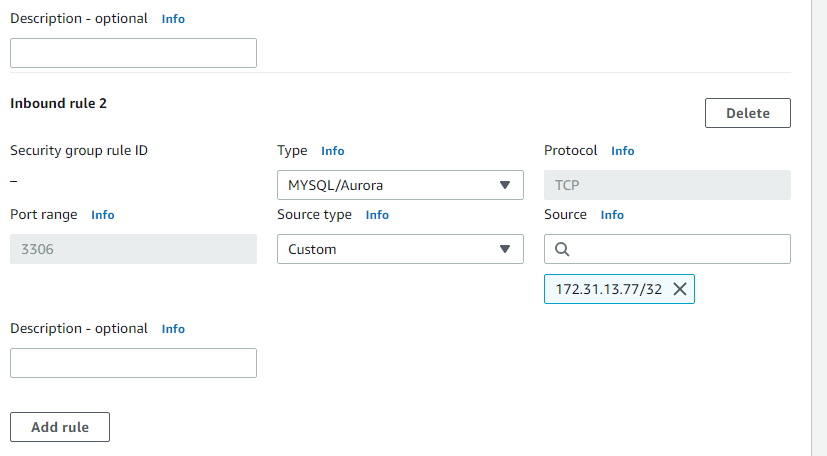 Description - optional Info
Inbound rule 2
Delete
Security group rule ID
Type Info
Protocol Info
–
MYSQL/Aurora
TCP
Port range Info
Source type Info
Source Info
3306
Custom
172.31.13.77/32
Description - optional Info
Add rule